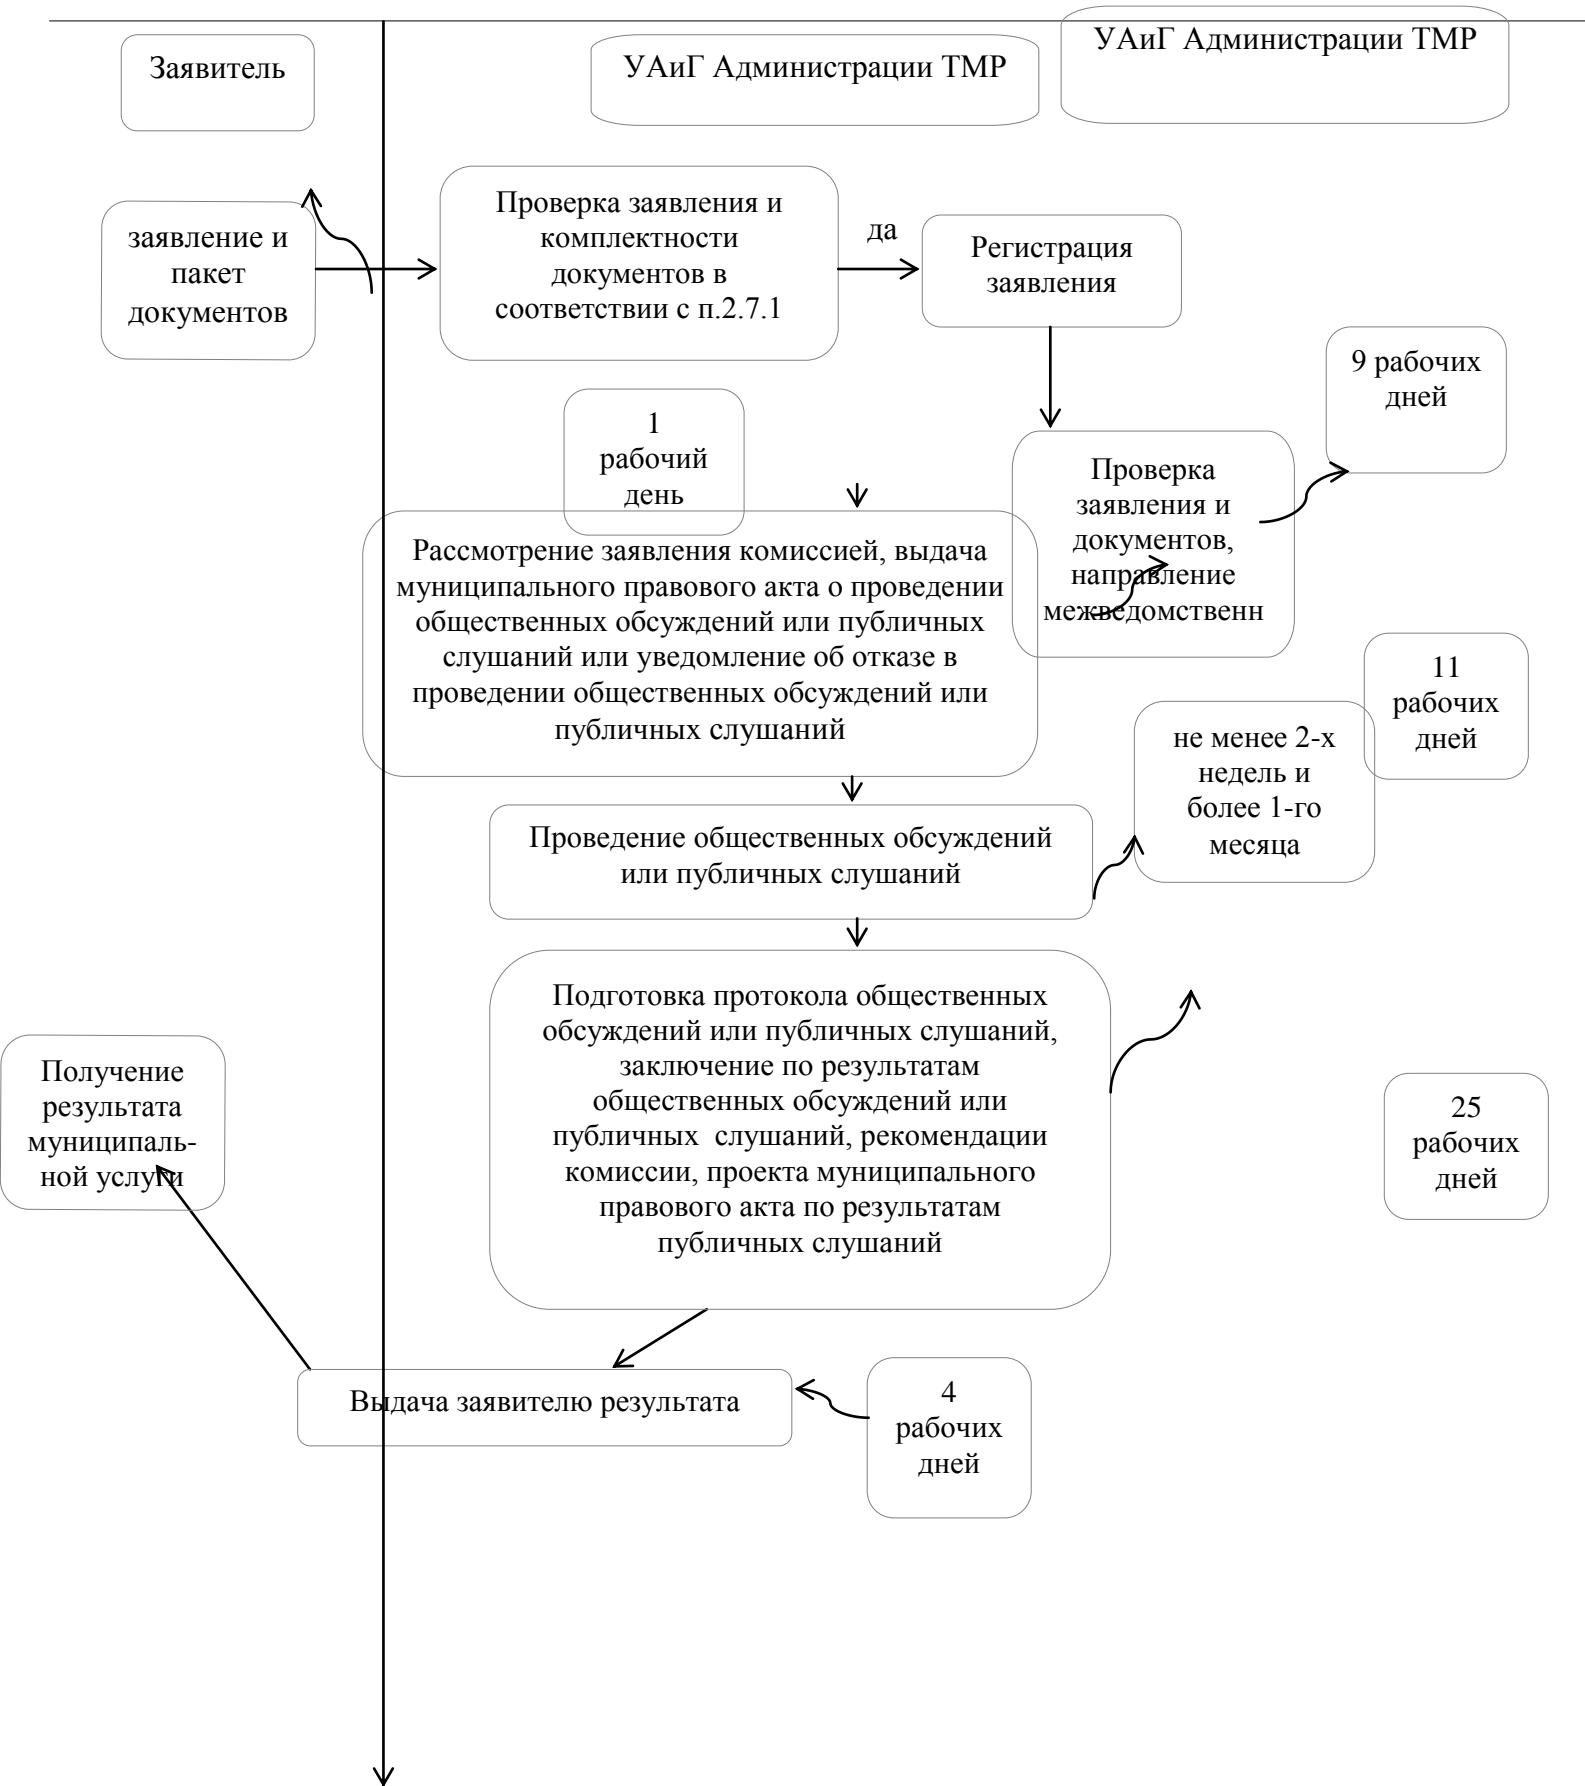 Заявитель
УАиГ Администрации ТМР
УАиГ Администрации ТМР
заявление и
пакет
документов
Проверка заявления и
комплектности
документов в
соответствии с п.2.7.1
да
Регистрация
заявления
9 рабочих
дней
1
рабочий
день
Проверка
заявления и
документов,
направление
межведомственн
Рассмотрение заявления комиссией, выдача
муниципального правового акта о проведении
общественных обсуждений или публичных
слушаний или уведомление об отказе в
проведении общественных обсуждений или
публичных слушаний
11
рабочих
дней
не менее 2-х
недель и
более 1-го
месяца
Проведение общественных обсуждений
или публичных слушаний
Подготовка протокола общественных
обсуждений или публичных слушаний,
заключение по результатам
общественных обсуждений или
публичных  слушаний, рекомендации
комиссии, проекта муниципального
правового акта по результатам
публичных слушаний
Получение
результата
муниципаль-
ной услуги
25
рабочих
дней
Выдача заявителю результата
4
рабочих
дней